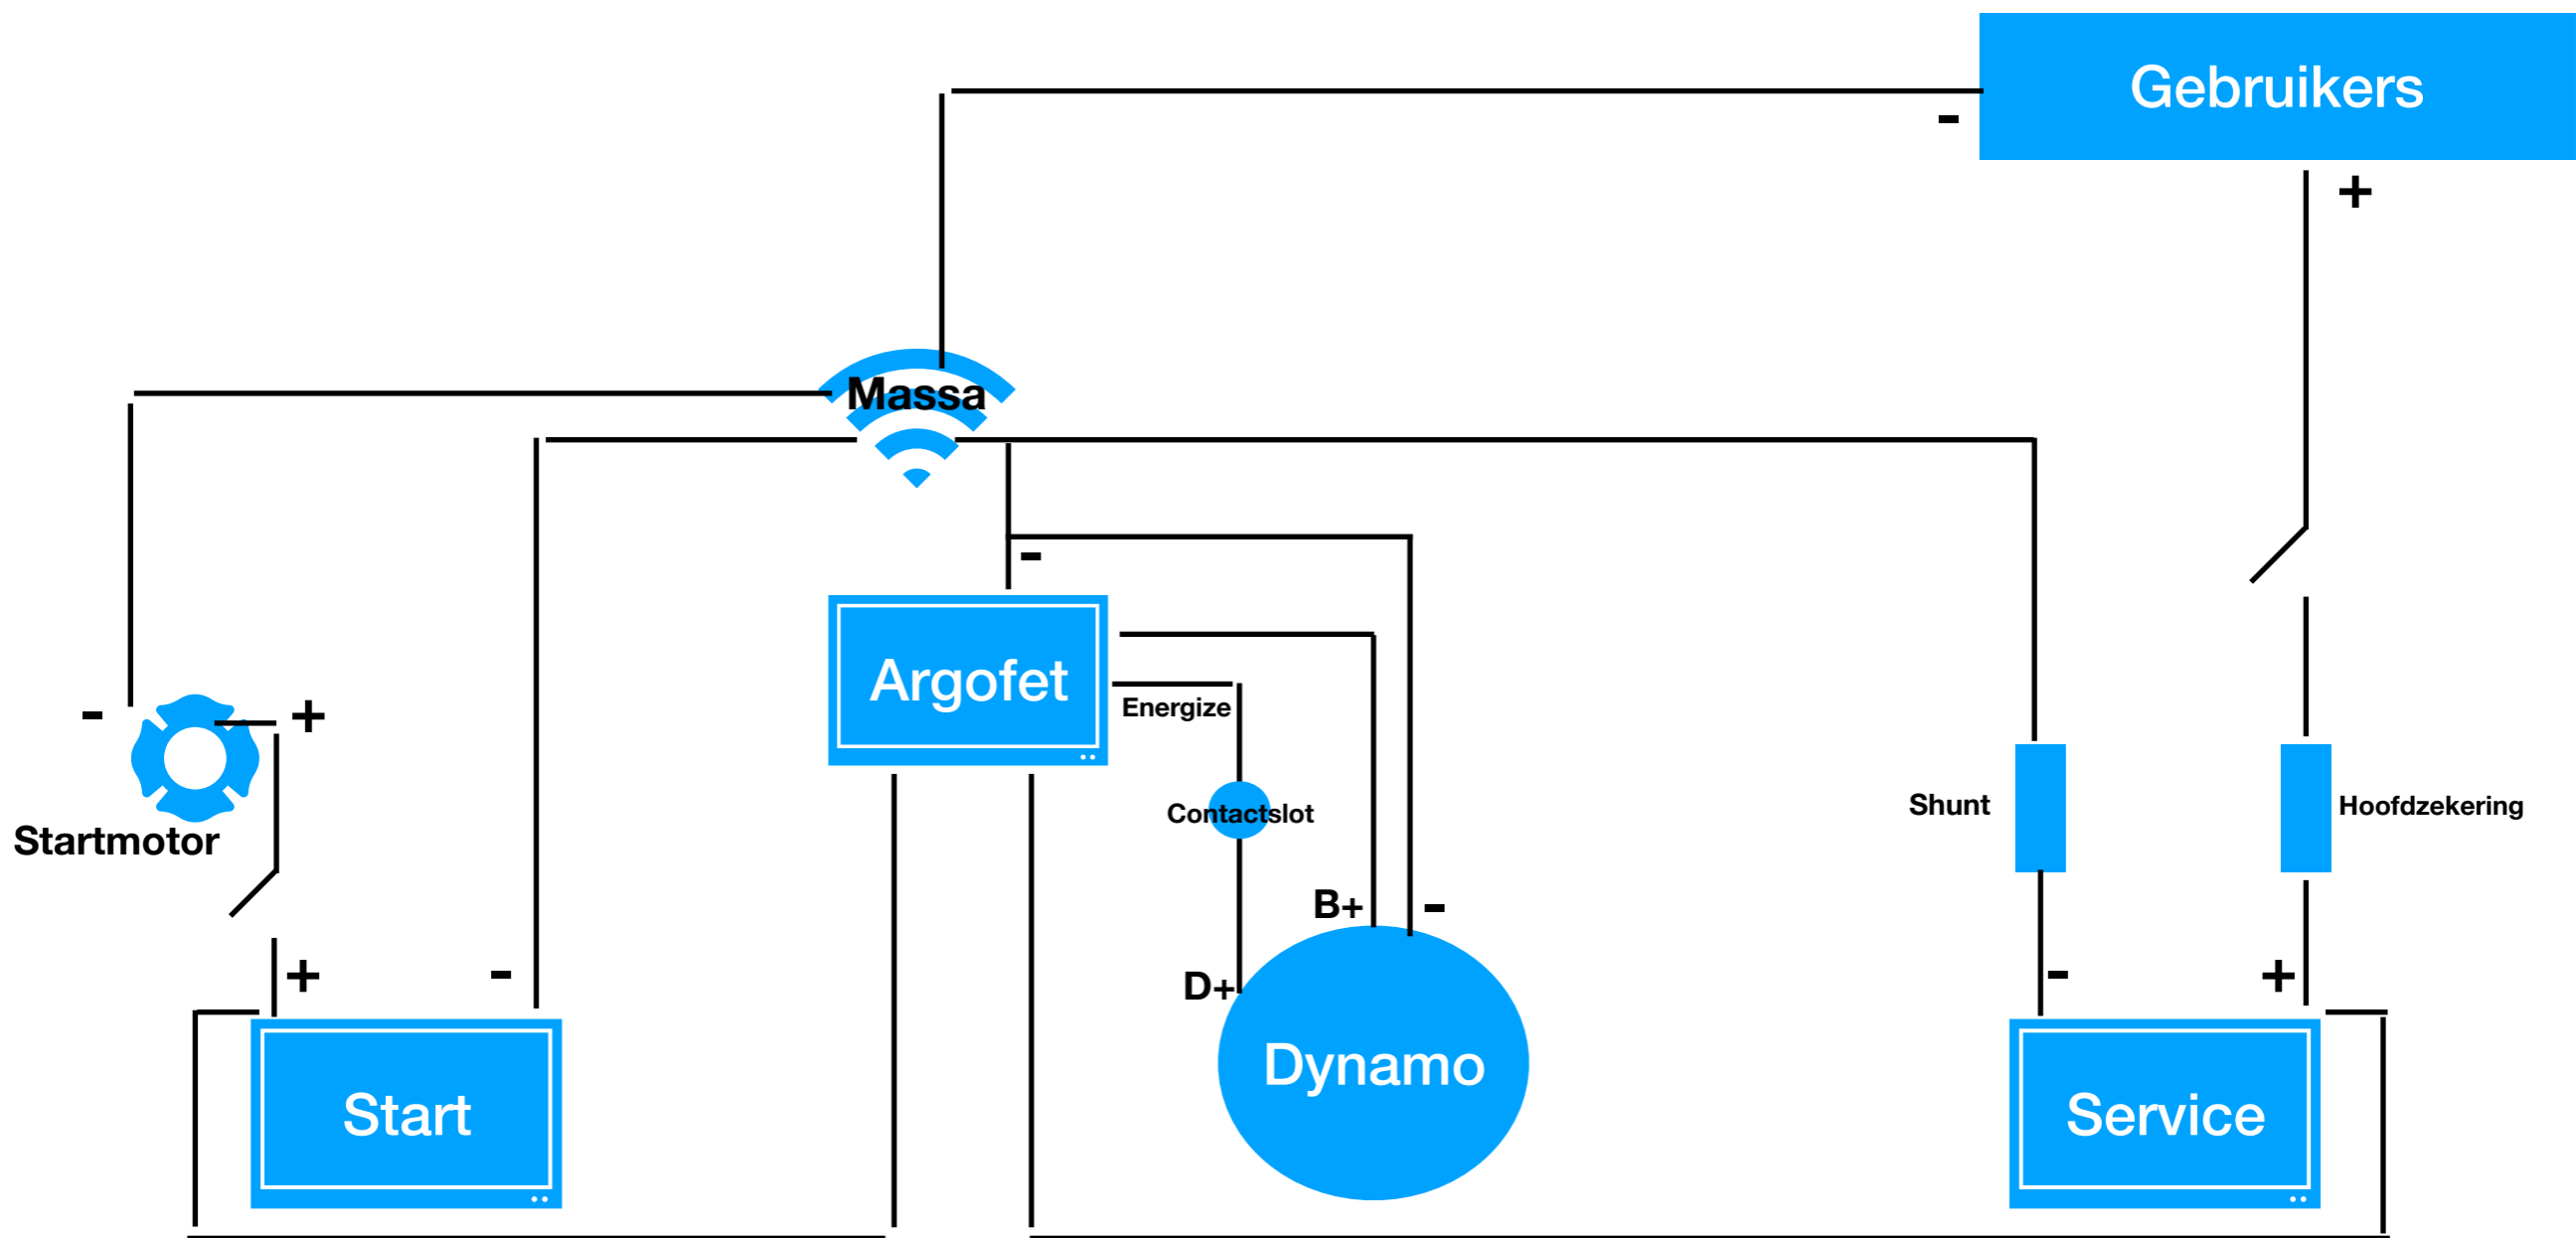 Gebruikers
-
+
Massa
-
Argofet
Energize
-
+
Contactslot
Shunt
Hoofdzekering
Startmotor
B+
-
+
-
D+
-
+
Dynamo
Start
Service